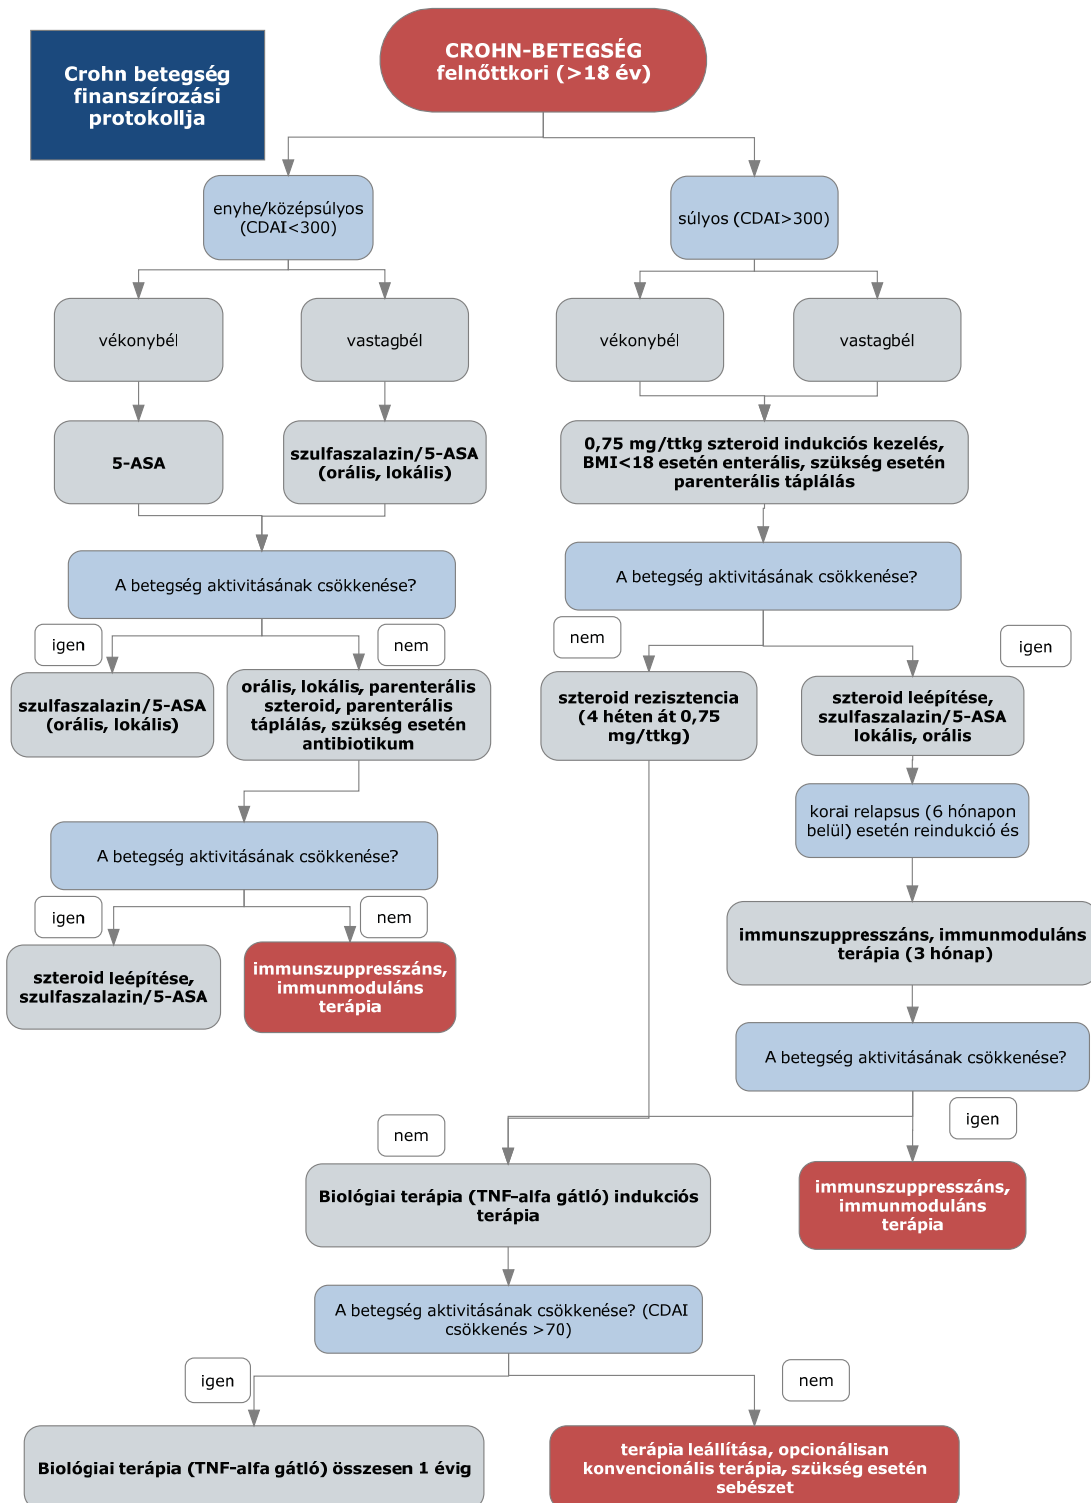 Crohn betegség
finanszírozási
protokollja
CROHN-BETEGSÉG
felnőttkori (>18 év)
enyhe/középsúlyos
(CDAI<300)
súlyos (CDAI>300)
vékonybél
vastagbél
vékonybél
vastagbél
5-ASA
szulfaszalazin/5-ASA
(orális, lokális)
0,75 mg/ttkg szteroid indukciós kezelés,
BMI<18 esetén enterális, szükség esetén
parenterális táplálás
A betegség aktivitásának csökkenése?
A betegség aktivitásának csökkenése?
igen
nem
nem
igen
szulfaszalazin/5-ASA
(orális, lokális)
orális, lokális, parenterális
szteroid, parenterális
táplálás, szükség esetén
antibiotikum
szteroid rezisztencia
(4 héten át 0,75
mg/ttkg)
szteroid leépítése,
szulfaszalazin/5-ASA
lokális, orális
korai relapsus (6 hónapon
belül) esetén reindukció és
A betegség aktivitásának csökkenése?
igen
nem
szteroid leépítése,
szulfaszalazin/5-ASA
immunszuppresszáns,
immunmoduláns
terápia
immunszuppresszáns, immunmoduláns
terápia (3 hónap)
A betegség aktivitásának csökkenése?
nem
igen
Biológiai terápia (TNF-alfa gátló) indukciós
terápia
immunszuppresszáns,
immunmoduláns
terápia
A betegség aktivitásának csökkenése? (CDAI
csökkenés >70)
igen
nem
Biológiai terápia (TNF-alfa gátló) összesen 1 évig
terápia leállítása, opcionálisan
konvencionális terápia, szükség esetén
sebészet